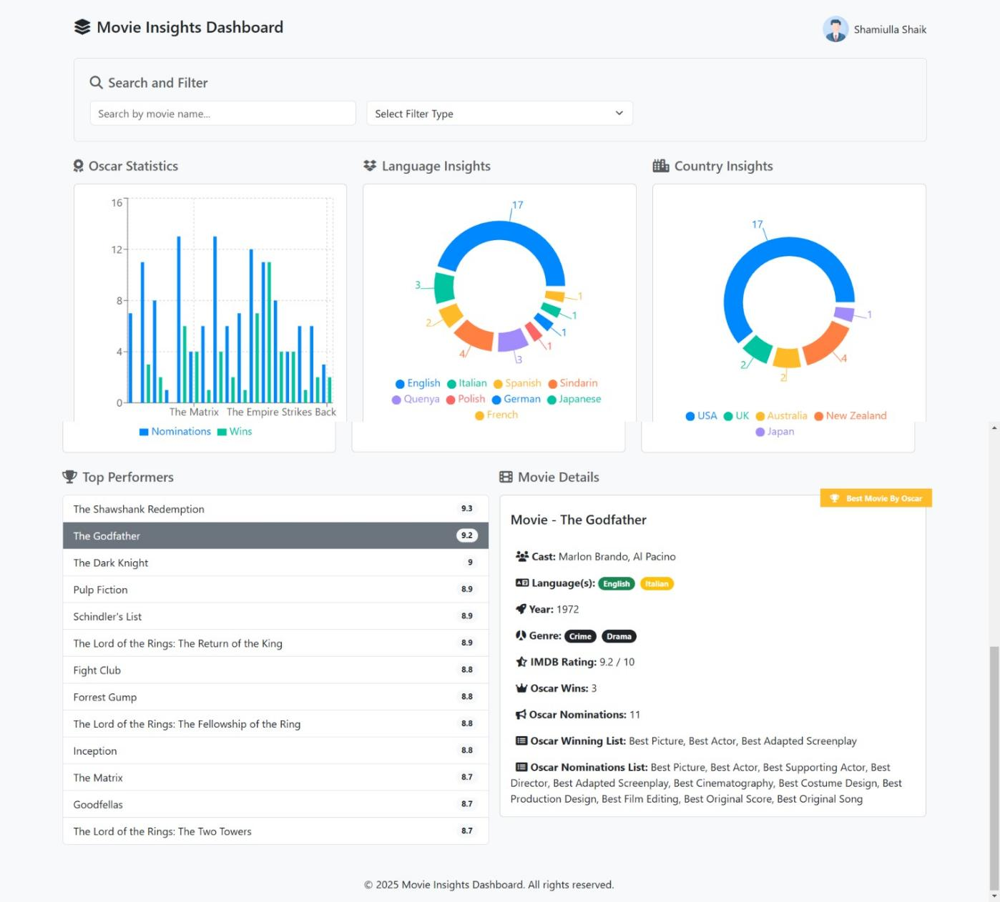 Movie Insights Dashboard
Shamiulla Shaik
Search and Filter
Search by movie name...
Select Filter Type
Oscar Statistics
Language Insights
Country Insights
16
12
8
4
0
The Matrix
The Empire Strikes Back
Nominations
Wins
17
3
2
4
3
1
1
1
1
English
Italian
Spanish
Sindarin
Quenya
Polish
German
Japanese
French
17
2
2
4
1
USA
UK
Australia
New Zealand
Japan
Top Performers
The Shawshank Redemption 9.3
The Godfather 9.2
The Dark Knight 9
Pulp Fiction 8.9
Schindler's List 8.9
The Lord of the Rings: The Return of the King 8.9
Fight Club 8.8
Forrest Gump 8.8
The Lord of the Rings: The Fellowship of the Ring 8.8
Inception 8.8
The Matrix 8.7
Goodfellas 8.7
The Lord of the Rings: The Two Towers 8.7
Movie Details
Best Movie By Oscar
Movie - The Godfather
Cast: Marlon Brando, Al Pacino
Language(s): English Italian
Year: 1972
Genre: Crime Drama
IMDB Rating: 9.2 / 10
Oscar Wins: 3
Oscar Nominations: 11
Oscar Winning List: Best Picture, Best Actor, Best Adapted Screenplay
Oscar Nominations List: Best Picture, Best Actor, Best Supporting Actor, Best
Director, Best Adapted Screenplay, Best Cinematography, Best Costume Design, Best
Production Design, Best Film Editing, Best Original Score, Best Original Song
© 2025 Movie Insights Dashboard. All rights reserved.